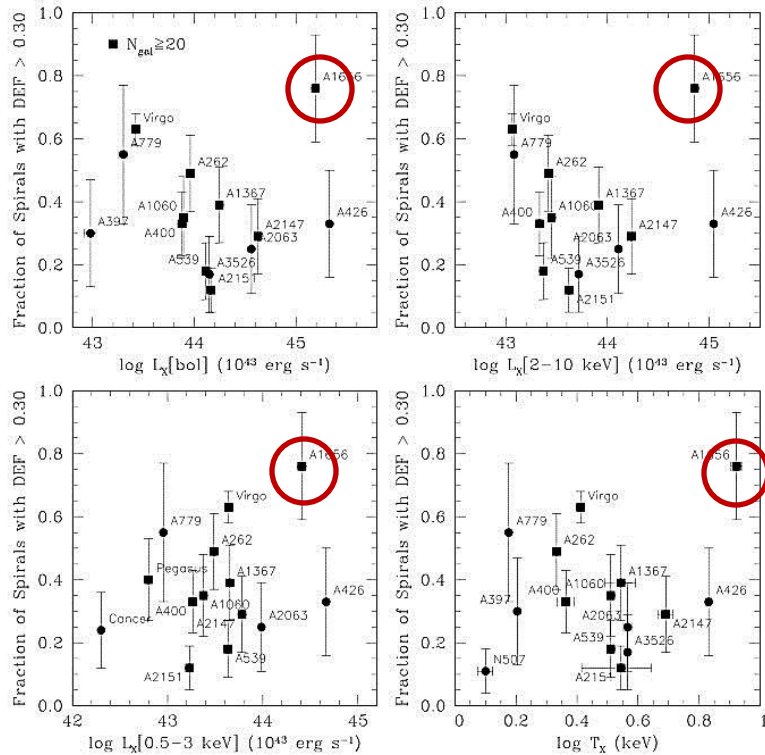 Fraction of Spirals with DEF > 0.30
1.0
0.8
0.6
0.4
0.2
0.0
N_gal≥20
A1656
Virgo
A779
A262
A1060
A1367
A397
A400
A2147
A2063
A426
A539
A3526
A2151
43
44
45
log L_X[bol] (10⁴³ erg s⁻¹)
Fraction of Spirals with DEF > 0.30
1.0
0.8
0.6
0.4
0.2
0.0
A1656
Virgo
A779
A262
A1060
A1367
A400
A2147
A2063
A426
A539
A3526
A2151
43
44
45
log L_X[2−10 keV] (10⁴³ erg s⁻¹)
Fraction of Spirals with DEF > 0.30
1.0
0.8
0.6
0.4
0.2
0.0
A1656
Virgo
A779
A262
Pegasus
A1367
A400
A1060
A426
Cancer
A2147
A2063
A539
A2151
42
43
44
45
log L_X[0.5−3 keV] (10⁴³ erg s⁻¹)
Fraction of Spirals with DEF > 0.30
1.0
0.8
0.6
0.4
0.2
0.0
A1656
Virgo
A779
A262
A1367
A400
A1060
A397
A426
A2063
A2147
A539
A3526
N507
A215
0
0.2
0.4
0.6
0.8
1
log T_X (keV)